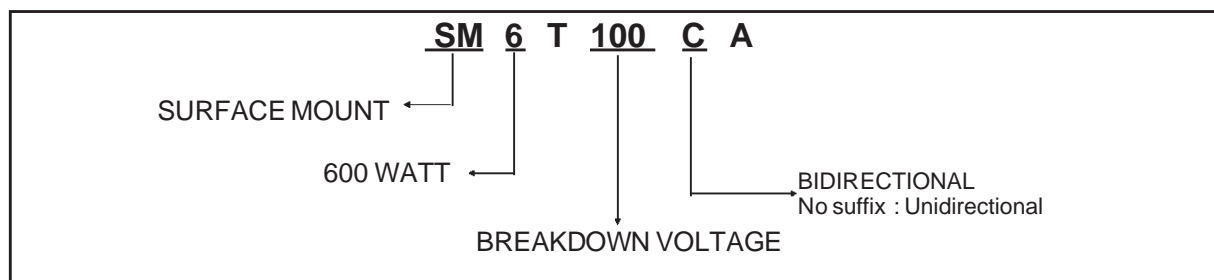 SM 6 T 100 C A
SURFACE MOUNT
600 WATT
BIDIRECTIONAL
No suffix : Unidirectional
BREAKDOWN VOLTAGE